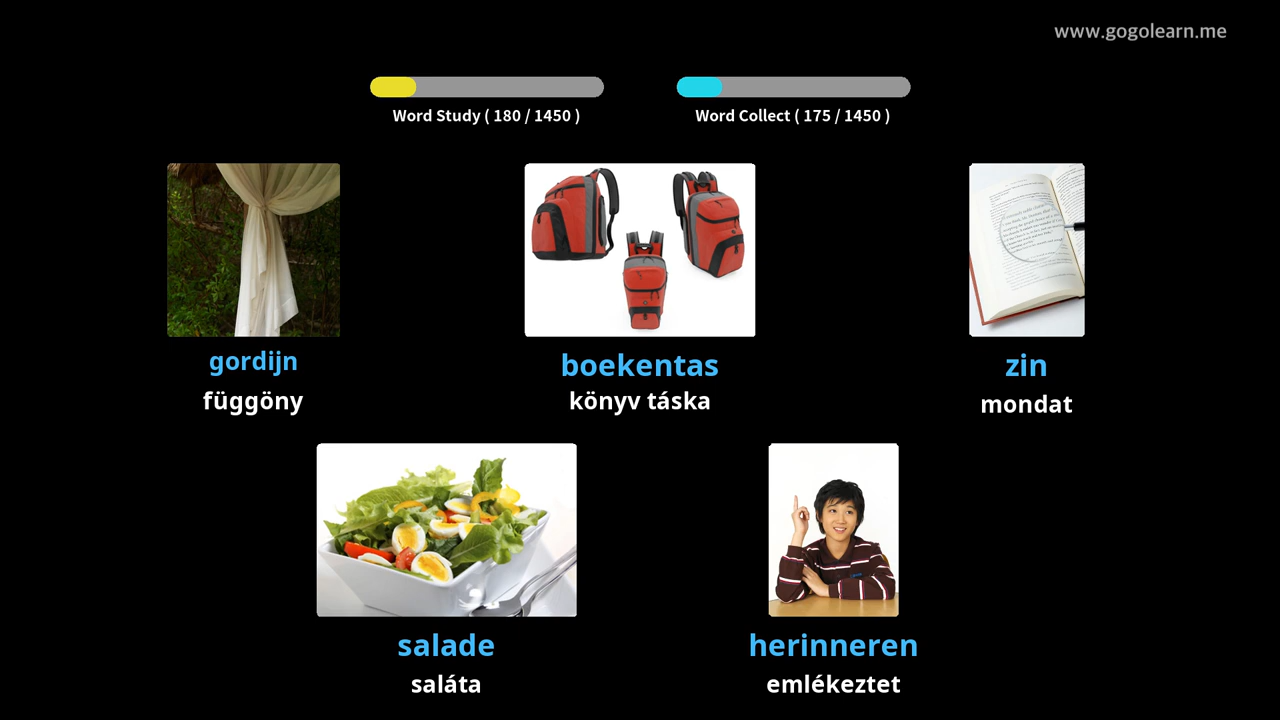 www.gogolearn.me
Word Study ( 180 / 1450 )
Word Collect ( 175 / 1450 )
gordijn
függöny
boekentas
könyv táska
zin
mondat
salade
saláta
herinneren
emlékeztet